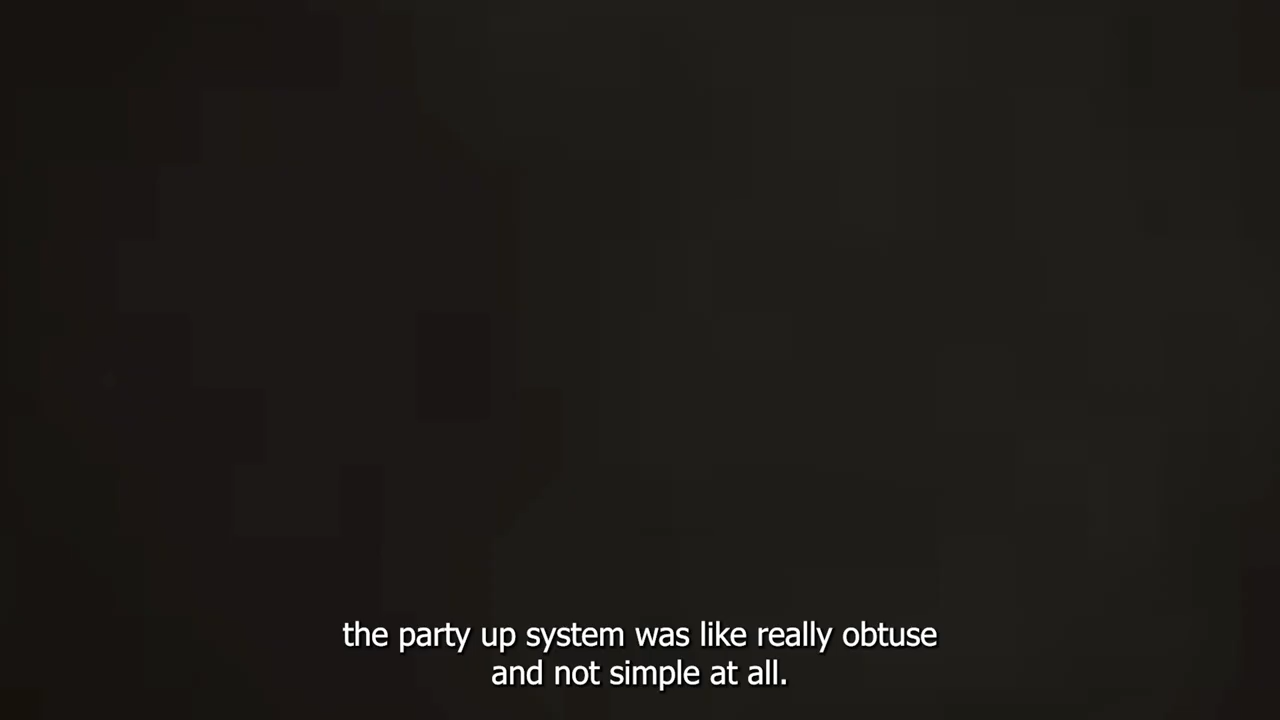 the party up system was like really obtuse
and not simple at all.